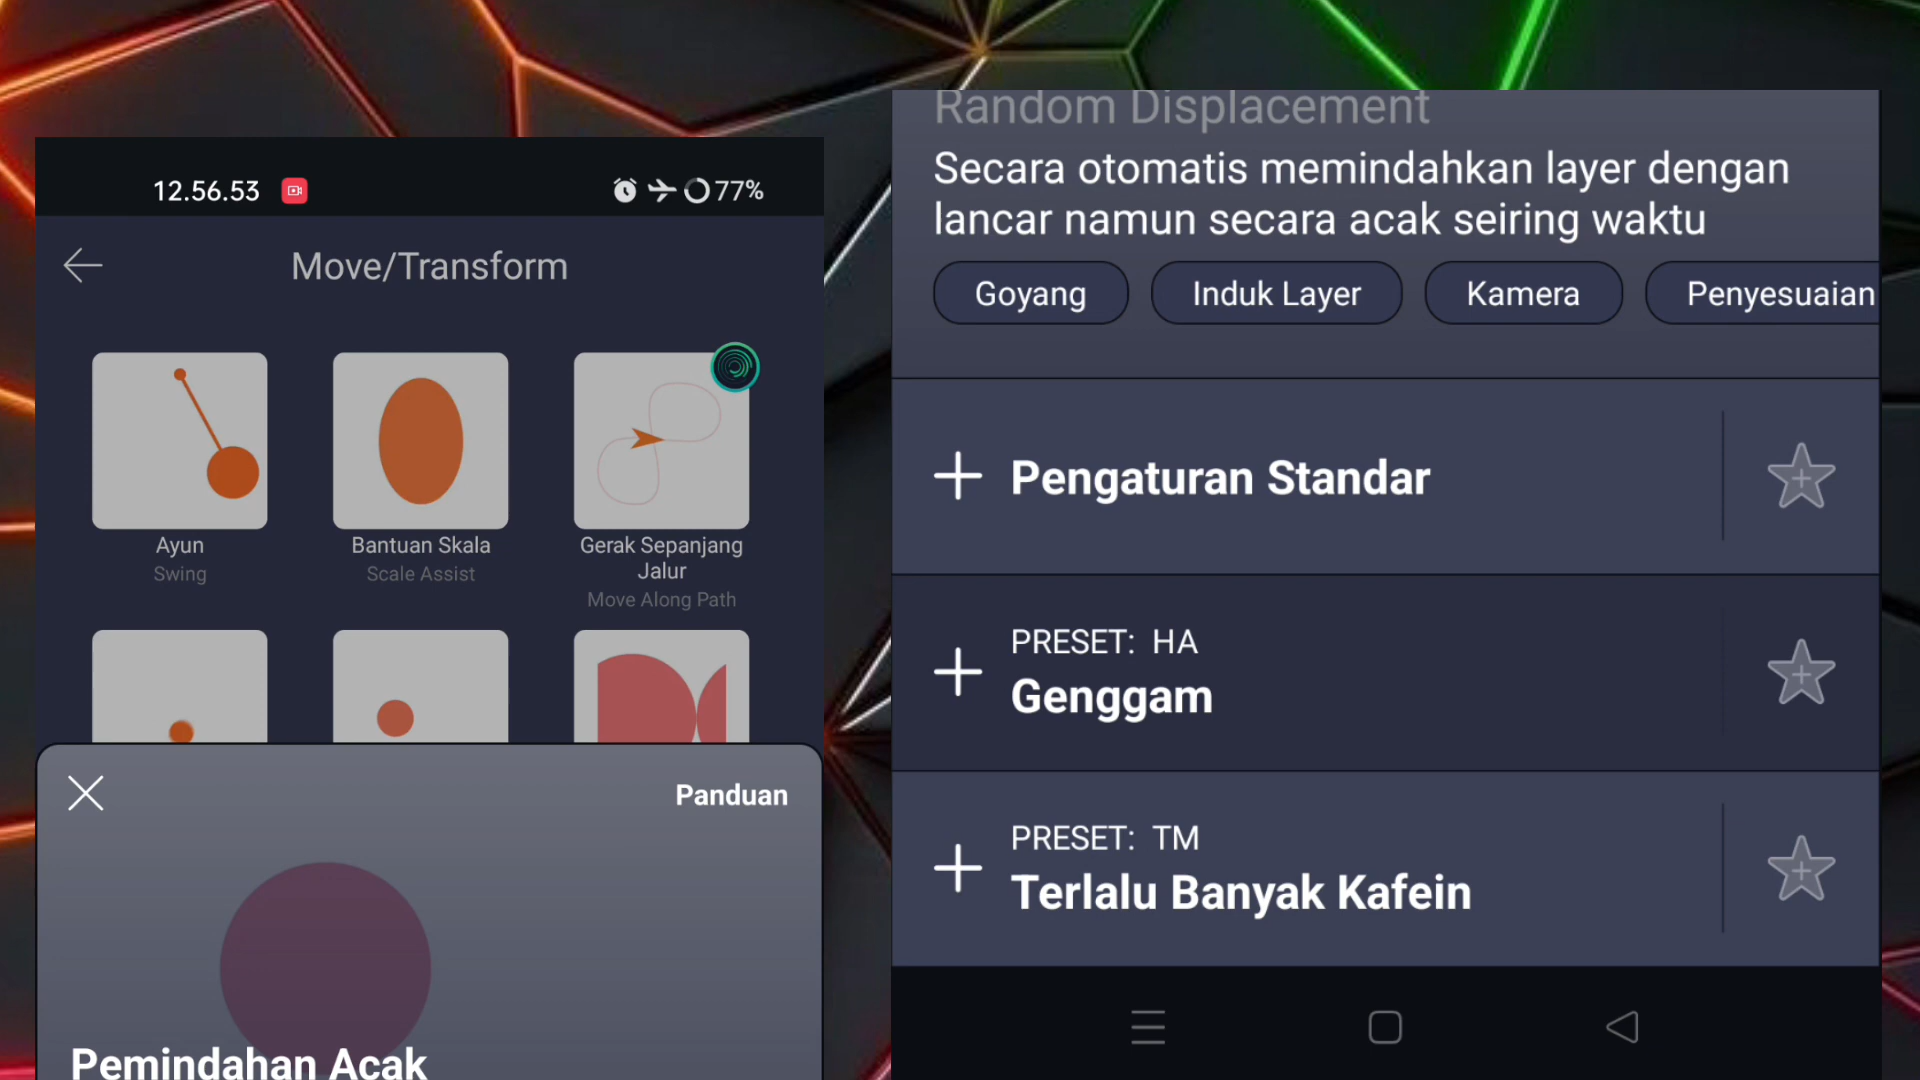 12.56.53
77%
Move/Transform
Ayun
Swing
Bantuan Skala
Scale Assist
Gerak Sepanjang
Jalur
Move Along Path
Panduan
Pemindahan Acak
Random Displacement
Secara otomatis memindahkan layer dengan
lancar namun secara acak seiring waktu
Goyang
Induk Layer
Kamera
Penyesuaian
Pengaturan Standar
PRESET: HA
Genggam
PRESET: TM
Terlalu Banyak Kafein